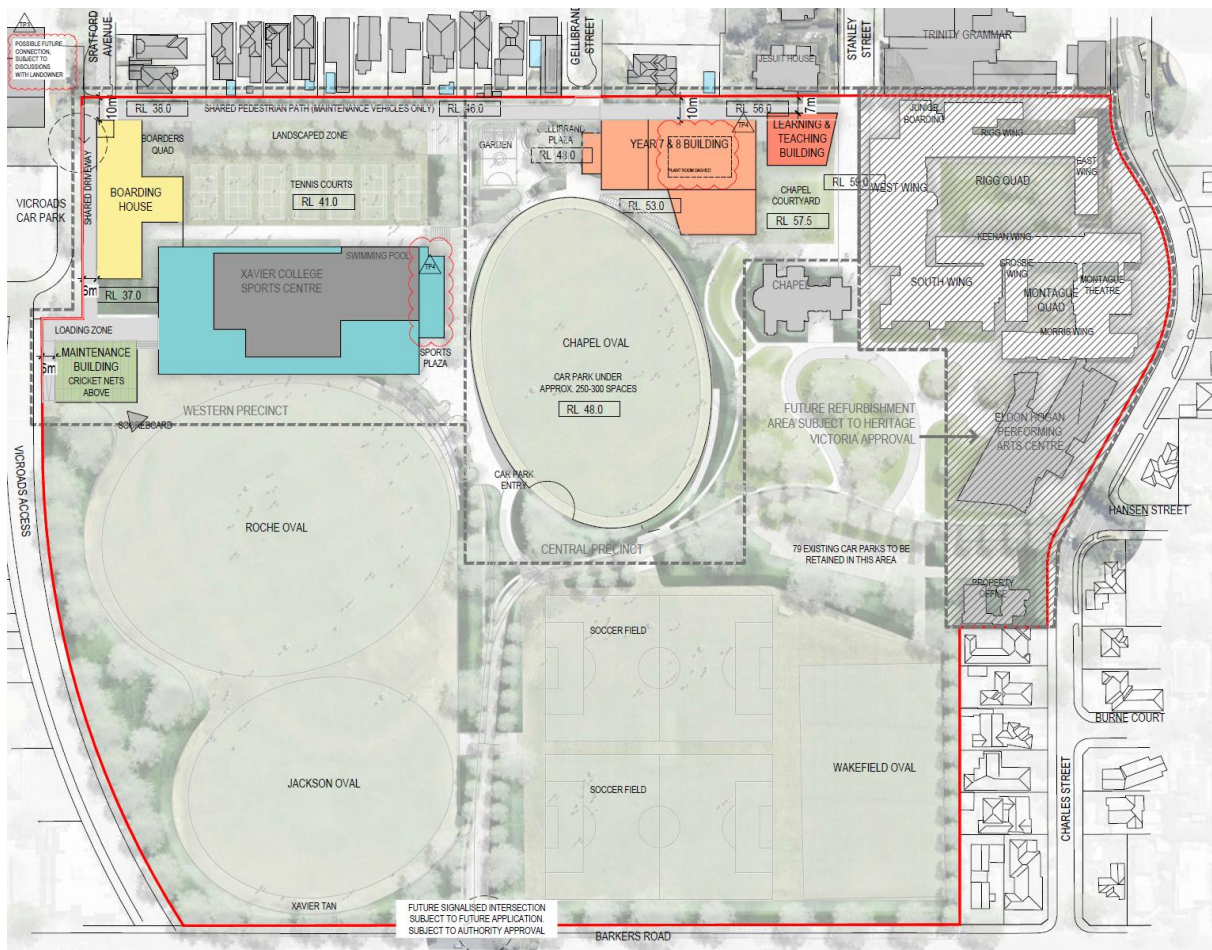 TP3
POSSIBLE FUTURE
CONNECTION,
SUBJECT TO
DISCUSSIONS
WITH LANDOWNER
SRATFORD
AVENUE
GELLIBRAND
STREET
STANLEY
STREET
TRINITY GRAMMAR
JESUIT HOUSE
10m
RL 38.0
SHARED PEDESTRIAN PATH (MAINTENANCE VEHICLES ONLY)
RL 46.0
10m
RL 56.0
7m
BOARDERS
QUAD
LANDSCAPED ZONE
GARDEN
GELLIBRAND
PLAZA
RL 48.0
YEAR 7 & 8 BUILDING
TP4
PLANT ROOM DASHED
LEARNING &
TEACHING
BUILDING
JUNIOR
BOARDING
RIGG WING
EAST
WING
RIGG QUAD
SHARED DRIVEWAY
BOARDING
HOUSE
TENNIS COURTS
RL 41.0
VICROADS
CAR PARK
RL 53.0
CHAPEL
COURTYARD
RL 57.5
RL 59.0
WEST WING
KEENAN WING
SWIMMING POOL
XAVIER COLLEGE
SPORTS CENTRE
TP4
6m
RL 37.0
CHAPEL
SOUTH WING
CROSBIE
WING
MONTAGUE
QUAD
MONTAGUE
THEATRE
MORRIS WING
LOADING ZONE
6m
MAINTENANCE
BUILDING
CRICKET NETS
ABOVE
SPORTS
PLAZA
CHAPEL OVAL
CAR PARK UNDER
APPROX. 250-300 SPACES
RL 48.0
WESTERN PRECINCT
SCOREBOARD
FUTURE REFURBISHMENT
AREA SUBJECT TO HERITAGE
VICTORIA APPROVAL
ELDON HOGAN
PERFORMING
ARTS CENTRE
VICROADS ACCESS
CAR PARK
ENTRY
ROCHE OVAL
CENTRAL PRECINCT
79 EXISTING CAR PARKS TO BE
RETAINED IN THIS AREA
HANSEN STREET
PROPERTY
OFFICE
SOCCER FIELD
BURNE COURT
JACKSON OVAL
SOCCER FIELD
WAKEFIELD OVAL
CHARLES STREET
XAVIER TAN
FUTURE SIGNALISED INTERSECTION
SUBJECT TO FUTURE APPLICATION.
SUBJECT TO AUTHORITY APPROVAL
BARKERS ROAD